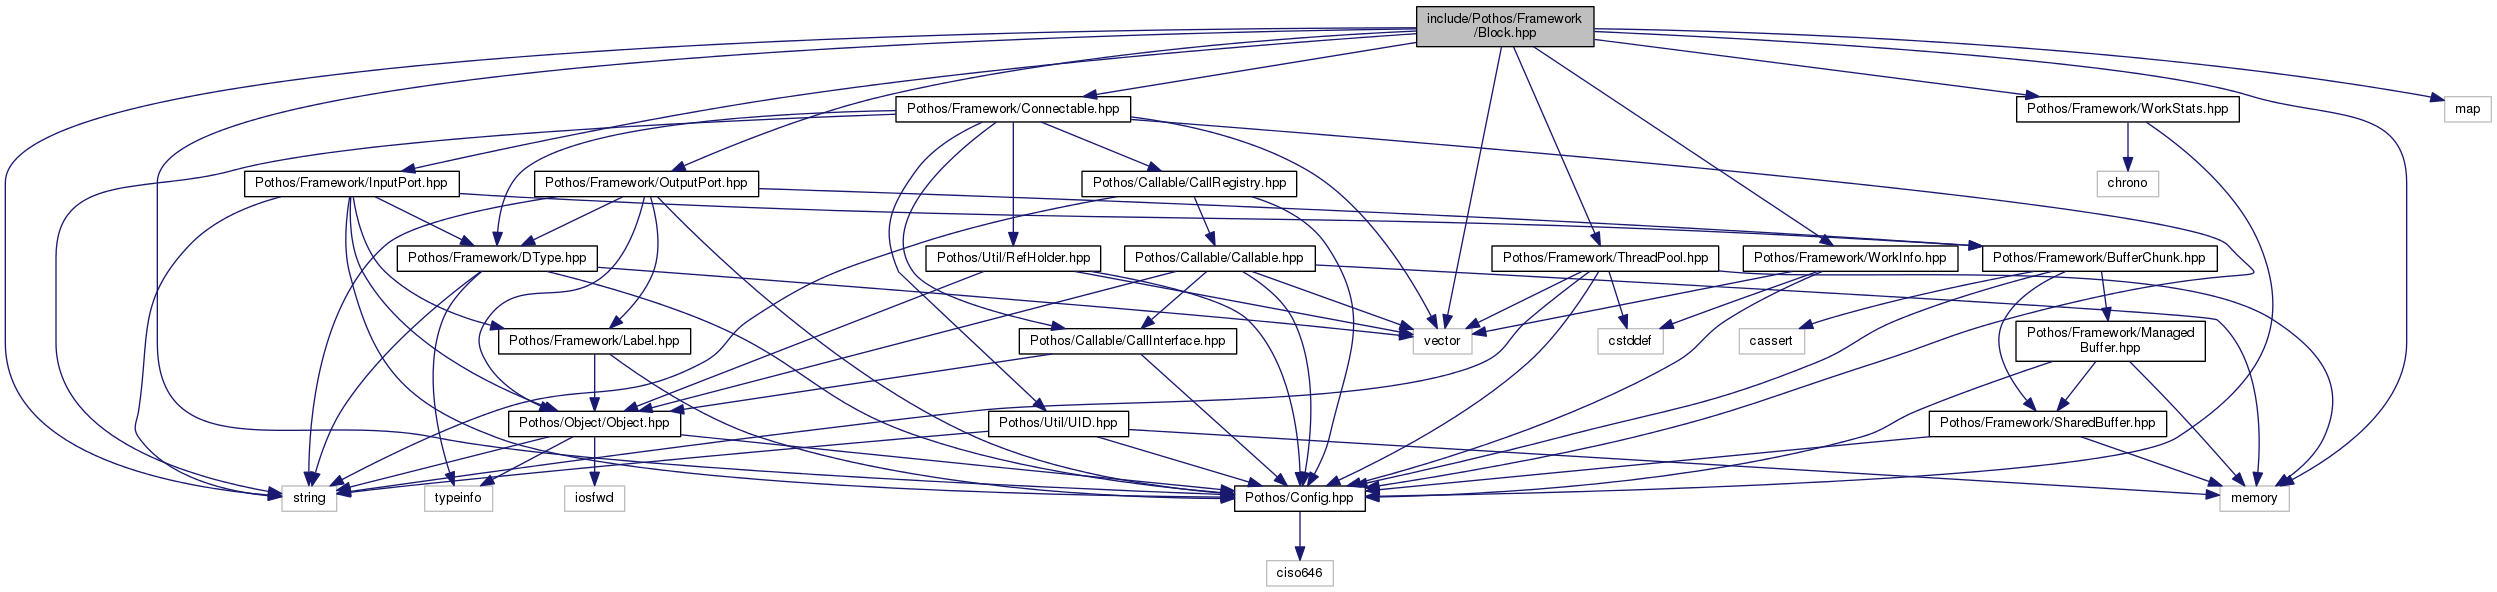 include/Pothos/Framework
/Block.hpp
Pothos/Framework/Connectable.hpp
Pothos/Framework/WorkStats.hpp
map
Pothos/Framework/InputPort.hpp
Pothos/Framework/OutputPort.hpp
Pothos/Callable/CallRegistry.hpp
chrono
Pothos/Framework/DType.hpp
Pothos/Util/RefHolder.hpp
Pothos/Callable/Callable.hpp
Pothos/Framework/ThreadPool.hpp
Pothos/Framework/WorkInfo.hpp
Pothos/Framework/BufferChunk.hpp
Pothos/Framework/Label.hpp
Pothos/Callable/CallInterface.hpp
vector
cstddef
cassert
Pothos/Framework/Managed
Buffer.hpp
Pothos/Object/Object.hpp
Pothos/Util/UID.hpp
Pothos/Framework/SharedBuffer.hpp
string
typeinfo
iosfwd
Pothos/Config.hpp
memory
ciso646